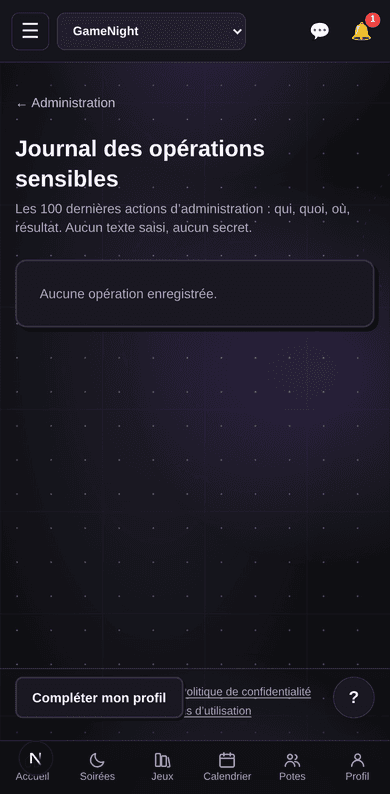 GameNight
1
← Administration
Journal des opérations
sensibles
Les 100 dernières actions d'administration : qui, quoi, où,
résultat. Aucun texte saisi, aucun secret.
Aucune opération enregistrée.
Compléter mon profil
olitique de confidentialité
s d'utilisation
?
N
Accueil
Soirées
Jeux
Calendrier
Potes
Profil